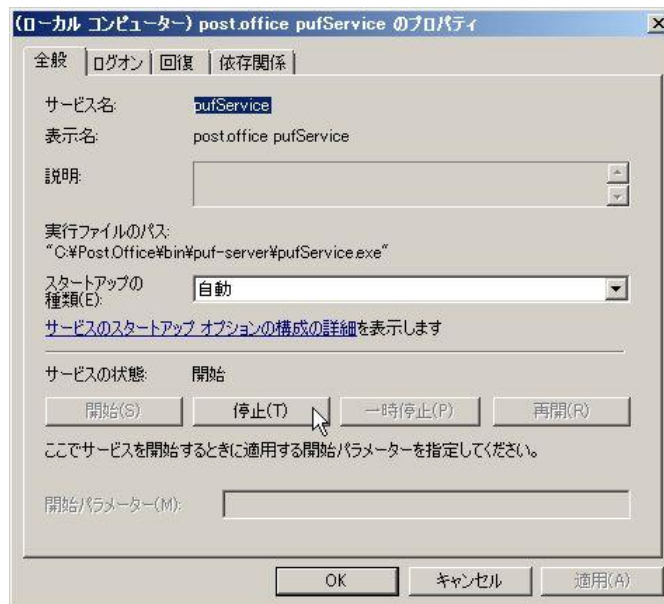 (ローカル コンピューター) post.office pufService のプロパティ
全般 ログオン 回復 依存関係
サービス名: pufService
表示名: post.office pufService
説明:
実行ファイルのパス:
"C:¥Post.Office¥bin¥puf-server¥pufService.exe"
スタートアップの
種類(E): 自動
サービスのスタートアップ オプションの構成の詳細を表示します
サービスの状態: 開始
開始(S) 停止(T) 一時停止(P) 再開(R)
ここでサービスを開始するときに適用する開始パラメーターを指定してください。
開始パラメーター(M):
OK キャンセル 適用(A)